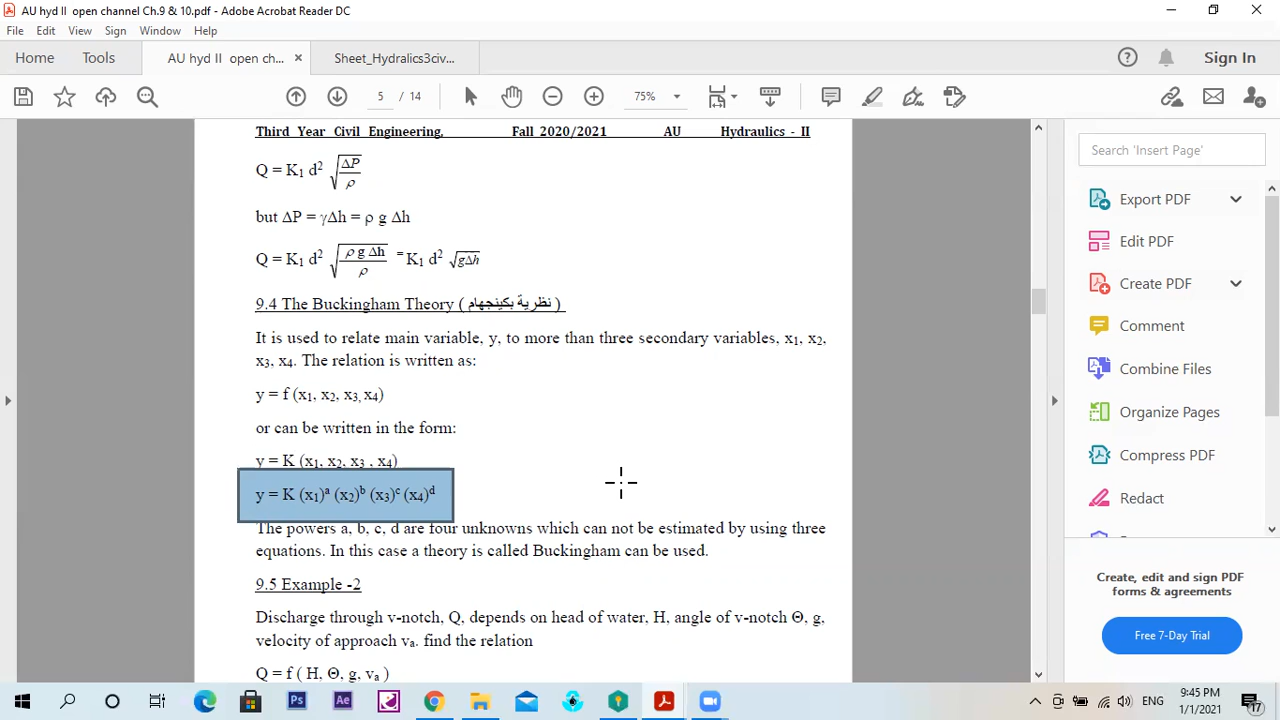 AU hyd II  open channel Ch.9 & 10.pdf - Adobe Acrobat Reader DC
File Edit View Sign Window Help
Home Tools AU hyd II open ch... × Sheet_Hydralics3civ... Sign In
5 / 14 75%
Third Year Civil Engineering, Fall 2020/2021 AU Hydraulics - II
Q = K₁ d² √(ΔP/ρ)
but ΔP = γΔh = ρ g Δh
Q = K₁ d² √(ρ g Δh/ρ) = K₁ d² √gΔh
9.4 The Buckingham Theory ( نظرية بكينجهام )
It is used to relate main variable, y, to more than three secondary variables, x₁, x₂,
x₃, x₄. The relation is written as:
y = f (x₁, x₂, x₃, x₄)
or can be written in the form:
y = K (x₁, x₂, x₃ , x₄)
y = K (x₁)ᵃ (x₂)ᵇ (x₃)ᶜ (x₄)ᵈ
The powers a, b, c, d are four unknowns which can not be estimated by using three
equations. In this case a theory is called Buckingham can be used.
9.5 Example -2
Discharge through v-notch, Q, depends on head of water, H, angle of v-notch Θ, g,
velocity of approach vₐ. find the relation
Q = f ( H, Θ, g, vₐ )
Search 'Insert Page'
Export PDF
Edit PDF
Create PDF
Comment
Combine Files
Organize Pages
Compress PDF
Redact
Create, edit and sign PDF
forms & agreements
Free 7-Day Trial
Ps Ae ENG 9:45 PM
1/1/2021 17